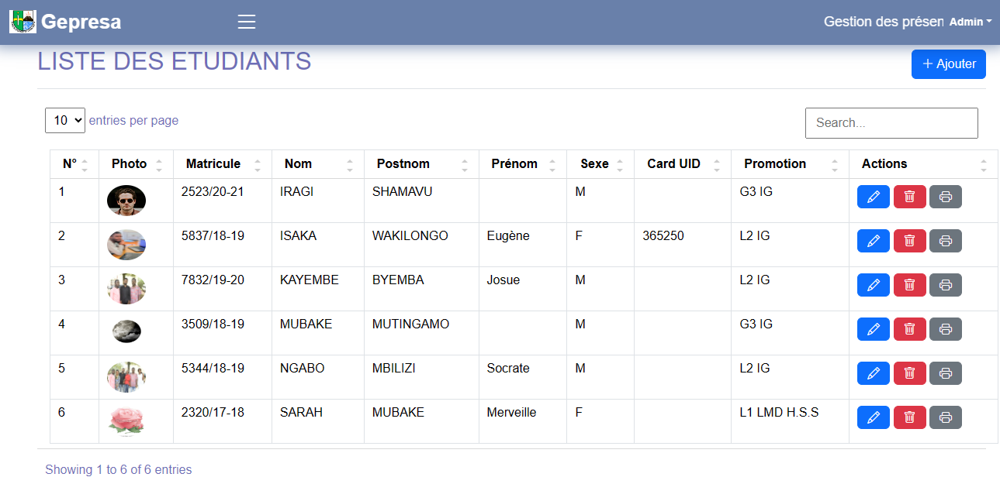 Gepresa
Gestion des présen Admin
LISTE DES ETUDIANTS
+ Ajouter
10 entries per page
Search...
N° Photo Matricule Nom Postnom Prénom Sexe Card UID Promotion Actions
1 2523/20-21 IRAGI SHAMAVU M G3 IG
2 5837/18-19 ISAKA WAKILONGO Eugène F 365250 L2 IG
3 7832/19-20 KAYEMBE BYEMBA Josue M L2 IG
4 3509/18-19 MUBAKE MUTINGAMO M G3 IG
5 5344/18-19 NGABO MBILIZI Socrate M L2 IG
6 2320/17-18 SARAH MUBAKE Merveille F L1 LMD H.S.S
Showing 1 to 6 of 6 entries